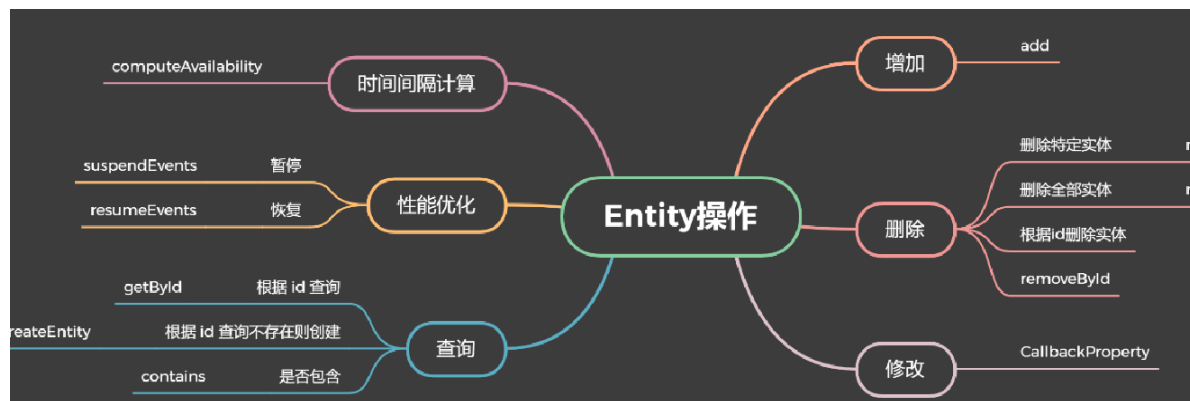 Entity操作
时间间隔计算
computeAvailability
性能优化
suspendEvents 暂停
resumeEvents 恢复
查询
getById 根据 id 查询
reateEntity 根据 id 查询不存在则创建
contains 是否包含
增加
add
删除
删除特定实体
删除全部实体
根据id删除实体
removeById
修改
CallbackProperty